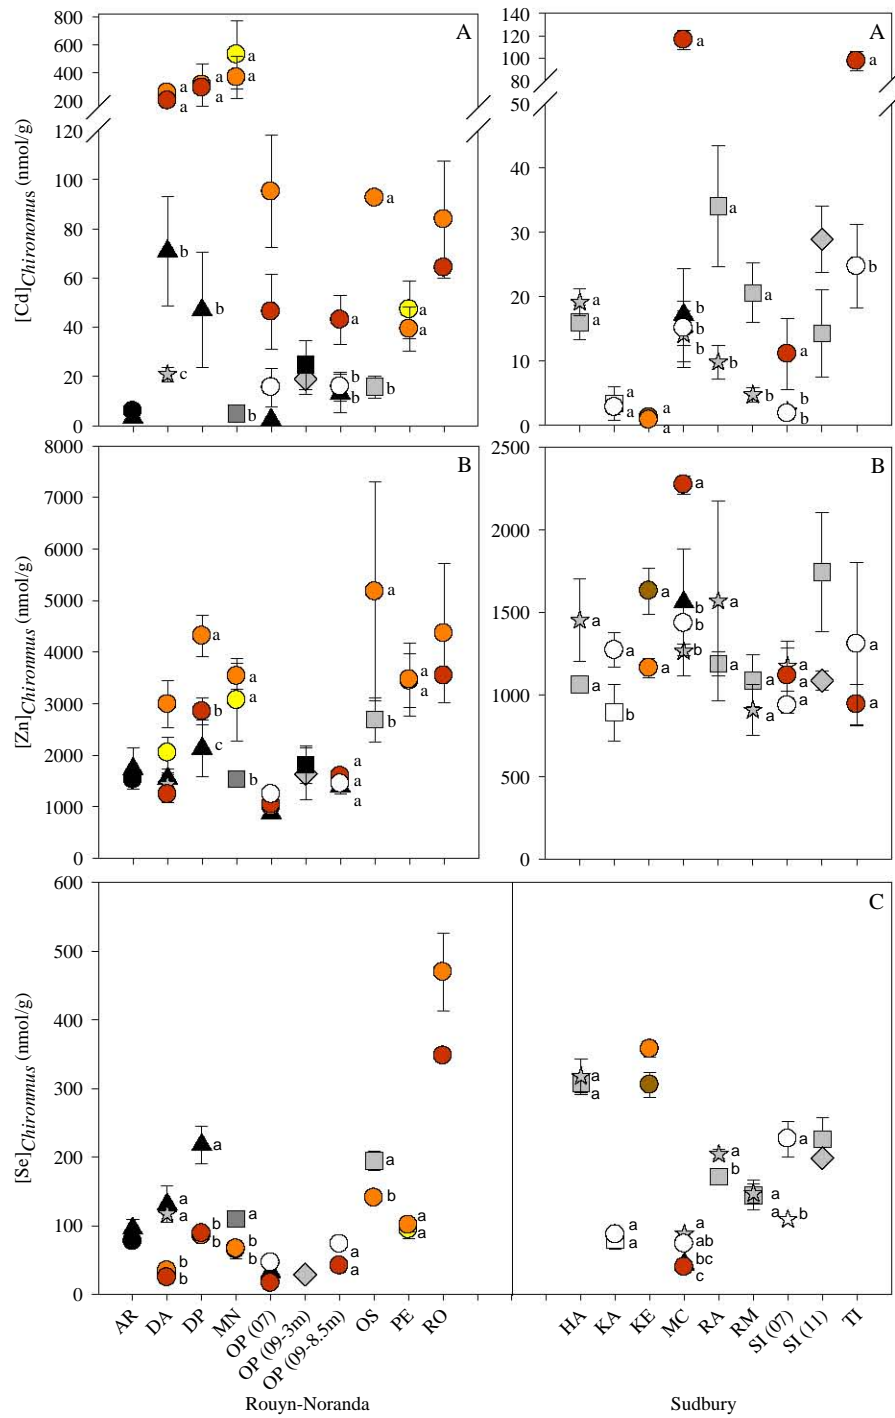 A
A
800
600
400
200
120
100
80
60
40
20
0
[Cd]Chironomus (nmol/g)
a
a
a
a
a
a
b
b
c
b
a
a
b
b
b
a
a
140
120
100
80
50
40
30
20
10
0
a
a
a
a
a
a
a
a
b
b
b
a
b
a
b
a
b
b
b
B
B
8000
7000
6000
5000
4000
3000
2000
1000
0
[Zn]Chironmus (nmol/g)
a
b
c
a
a
b
a
a
a
a
b
a
a
2500
2000
1500
1000
500
0
a
a
a
b
a
a
a
b
b
b
a
a
a
a
a
a
a
a
a
C
600
500
400
300
200
100
0
[Se]Chironmus (nmol/g)
a
a
b
b
a
b
b
a
b
b
a
a
a
b
a
a
a
a
a
a
a
ab
bc
c
a
b
a
a
a
b
AR
DA
DP
MN
OP (07)
OP (09-3m)
OP (09-8.5m)
OS
PE
RO
HA
KA
KE
MC
RA
RM
SI (07)
SI (11)
TI
Rouyn-Noranda
Sudbury